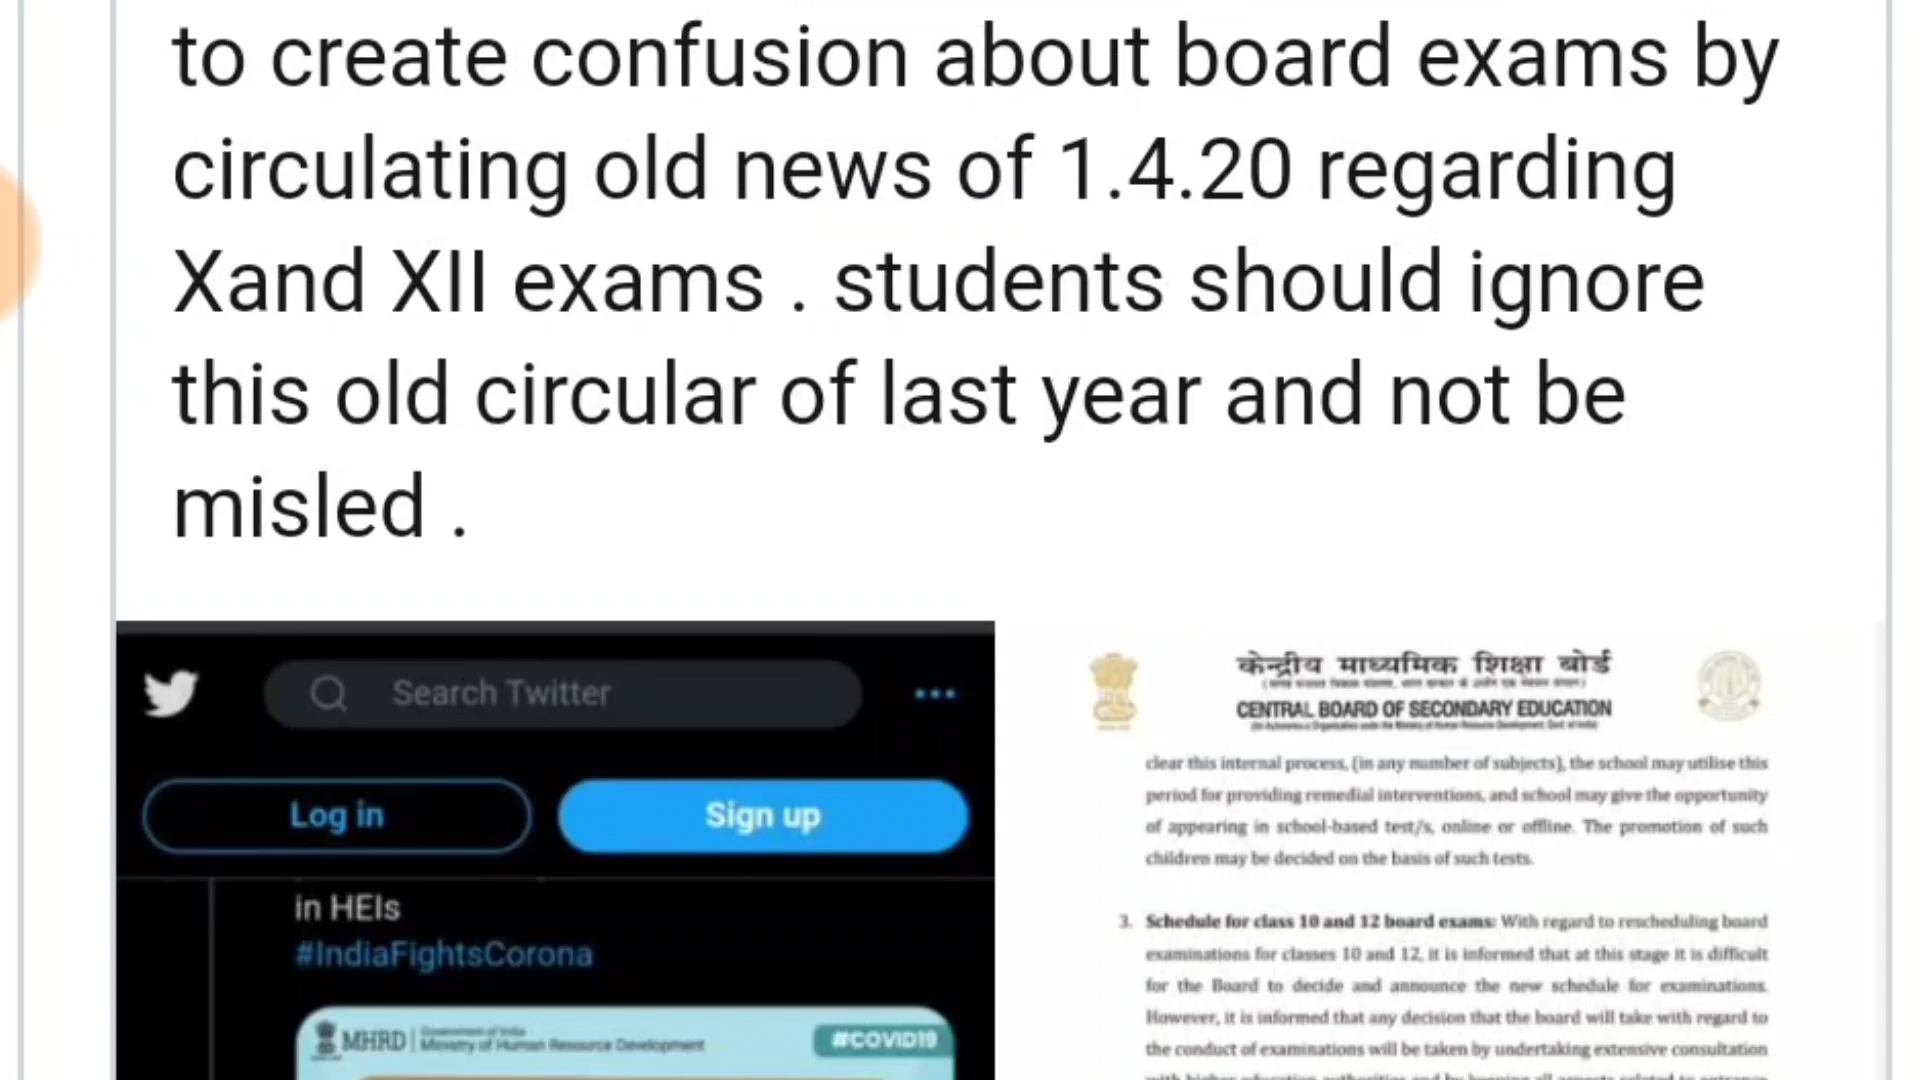 to create confusion about board exams by
circulating old news of 1.4.20 regarding
Xand XII exams . students should ignore
this old circular of last year and not be
misled .
Search Twitter
Log in
Sign up
in HEIs
#IndiaFightsCorona
MHRD
Government of India
Ministry of Human Resource Development
#COVID19
केन्द्रीय माध्यमिक शिक्षा बोर्ड
CENTRAL BOARD OF SECONDARY EDUCATION
clear this internal process, (in any number of subjects), the school may utilise this
period for providing remedial interventions, and school may give the opportunity
of appearing in school-based test/s, online or offline. The promotion of such
children may be decided on the basis of such tests.
3. Schedule for class 10 and 12 board exams: With regard to rescheduling board
examinations for classes 10 and 12, it is informed that at this stage it is difficult
for the Board to decide and announce the new schedule for examinations.
However, it is informed that any decision that the board will take with regard to
the conduct of examinations will be taken by undertaking extensive consultation